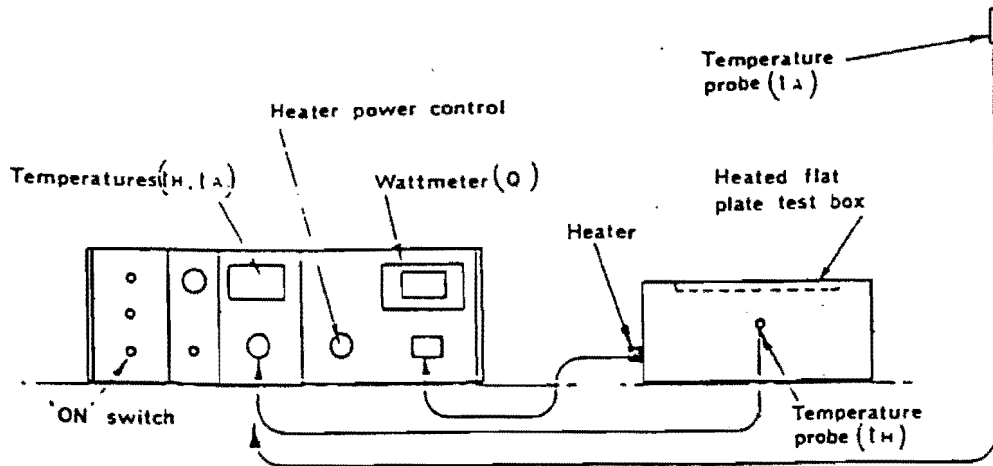 Temperature
probe (tA)
Heater power control
Temperatures (tH, tA)
Wattmeter (Q)
Heated flat
plate test box
Heater
'ON' switch
Temperature
probe (tH)